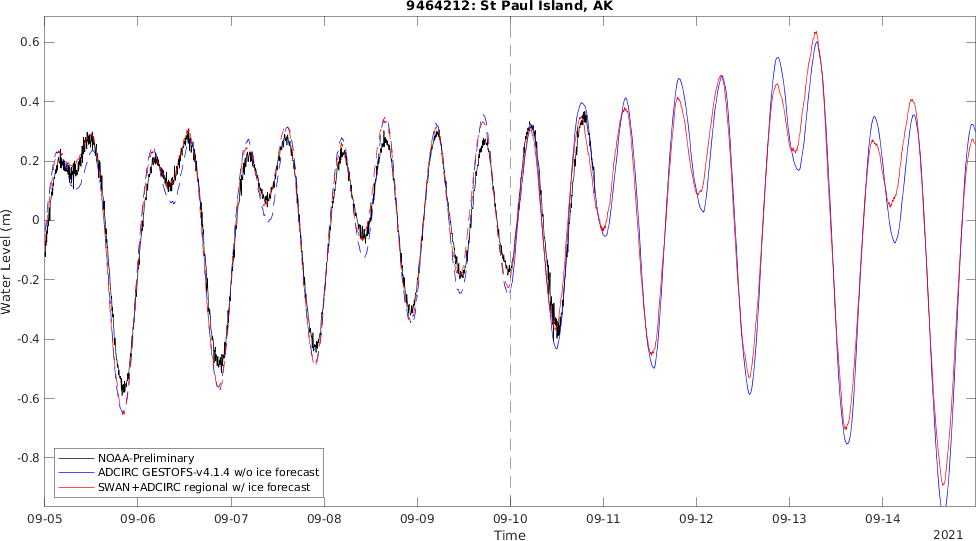 9464212: St Paul Island, AK
Water Level (m)
0.6
0.4
0.2
0
-0.2
-0.4
-0.6
-0.8
NOAA-Preliminary
ADCIRC GESTOFS-v4.1.4 w/o ice forecast
SWAN+ADCIRC regional w/ ice forecast
09-05 09-06 09-07 09-08 09-09 09-10 09-11 09-12 09-13 09-14
Time
2021